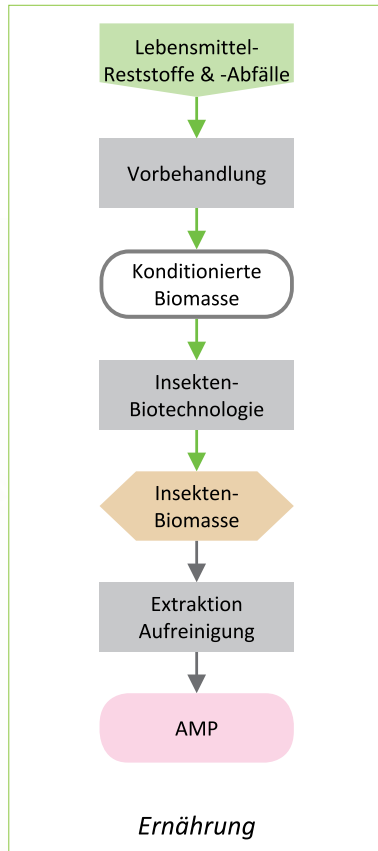 Lebensmittel-
Reststoffe & -Abfälle
Vorbehandlung
Konditionierte
Biomasse
Insekten-
Biotechnologie
Insekten-
Biomasse
Extraktion
Aufreinigung
AMP
Ernährung